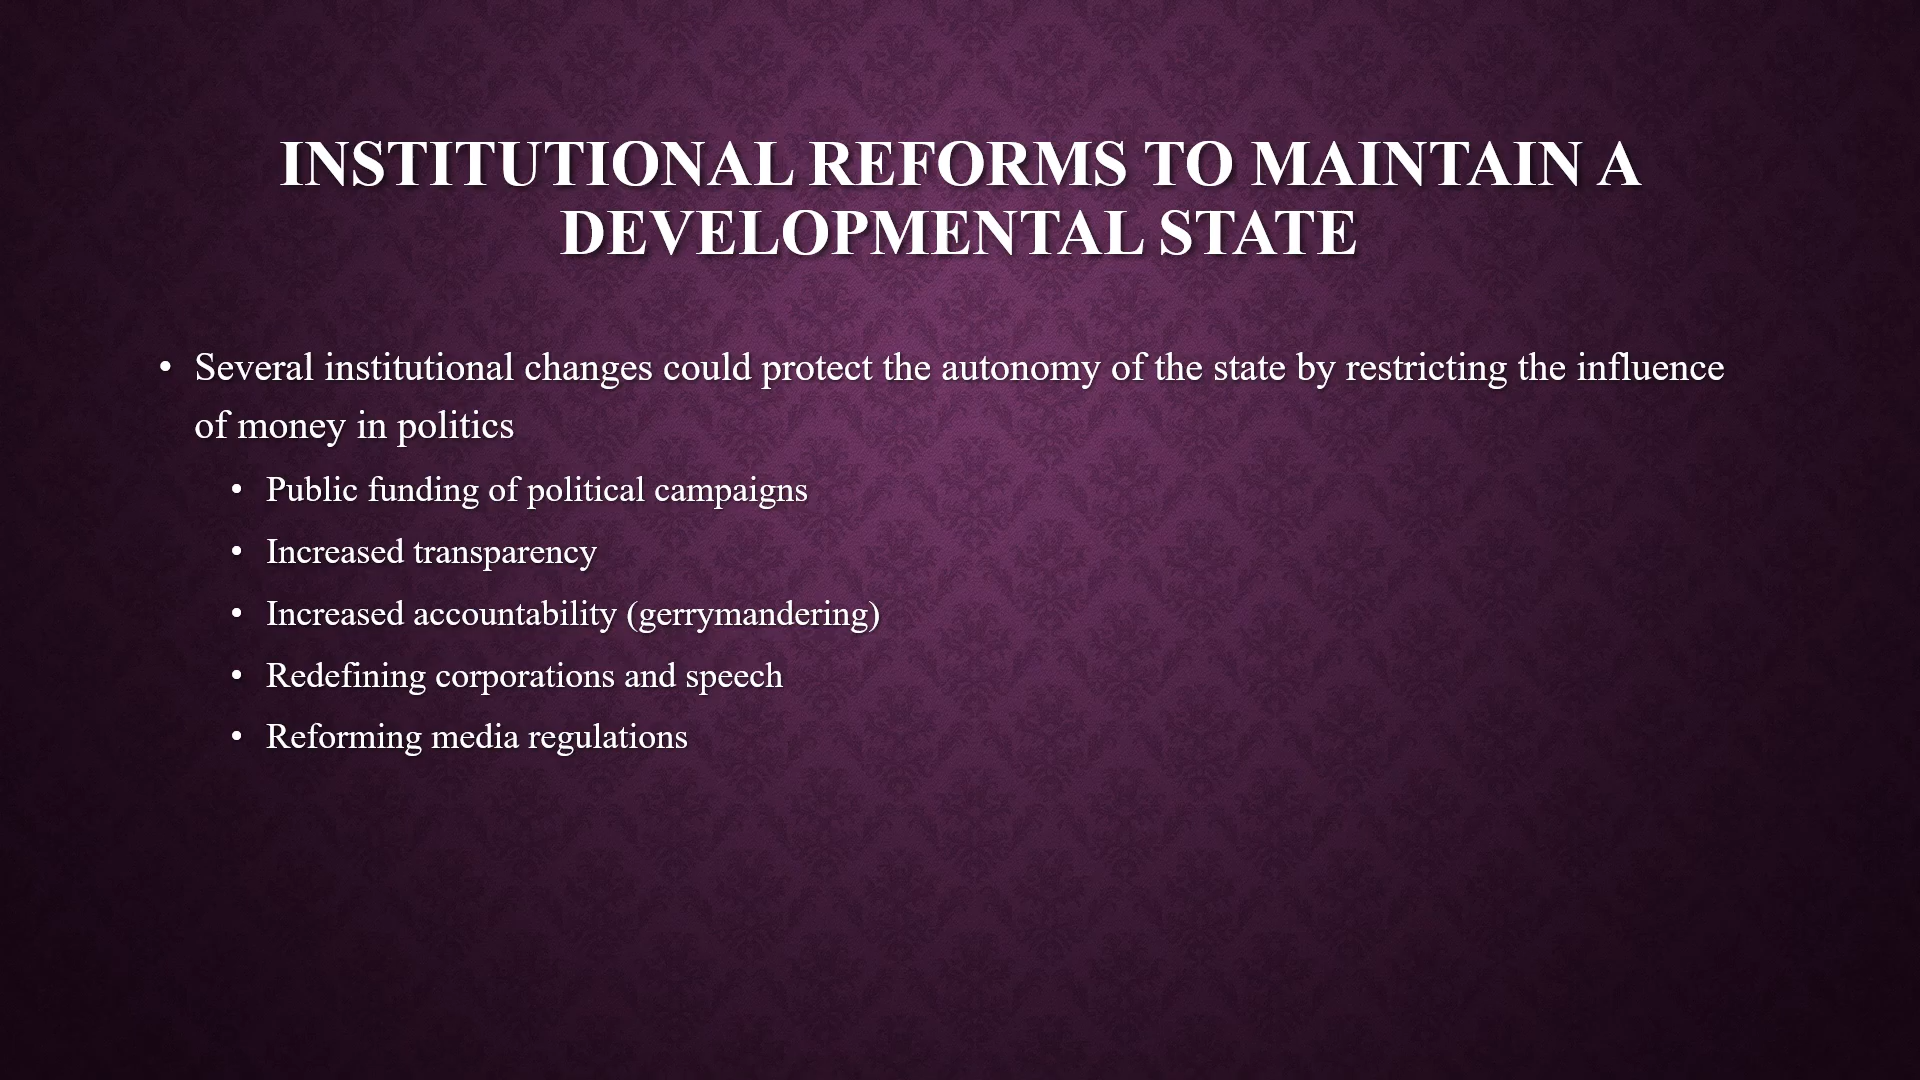 INSTITUTIONAL REFORMS TO MAINTAIN A
DEVELOPMENTAL STATE
• Several institutional changes could protect the autonomy of the state by restricting the influence
of money in politics
• Public funding of political campaigns
• Increased transparency
• Increased accountability (gerrymandering)
• Redefining corporations and speech
• Reforming media regulations